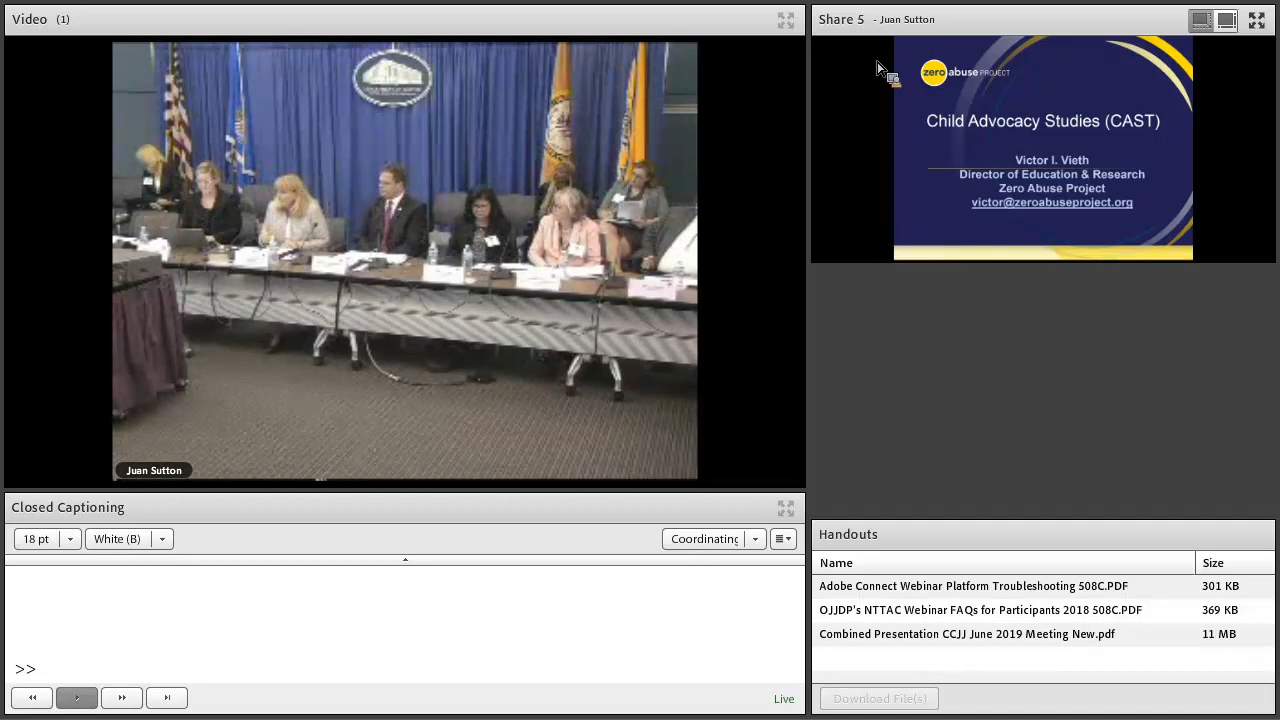 Video (1)
Juan Sutton
Share 5 - Juan Sutton
zero abuse PROJECT
Child Advocacy Studies (CAST)
Victor I. Vieth
Director of Education & Research
Zero Abuse Project
victor@zeroabuseproject.org
Closed Captioning
18 pt
White (B)
Coordinating
>>
Live
Handouts
Name Size
Adobe Connect Webinar Platform Troubleshooting 508C.PDF 301 KB
OJJDP's NTTAC Webinar FAQs for Participants 2018 508C.PDF 369 KB
Combined Presentation CCJJ June 2019 Meeting New.pdf 11 MB
Download File(s)